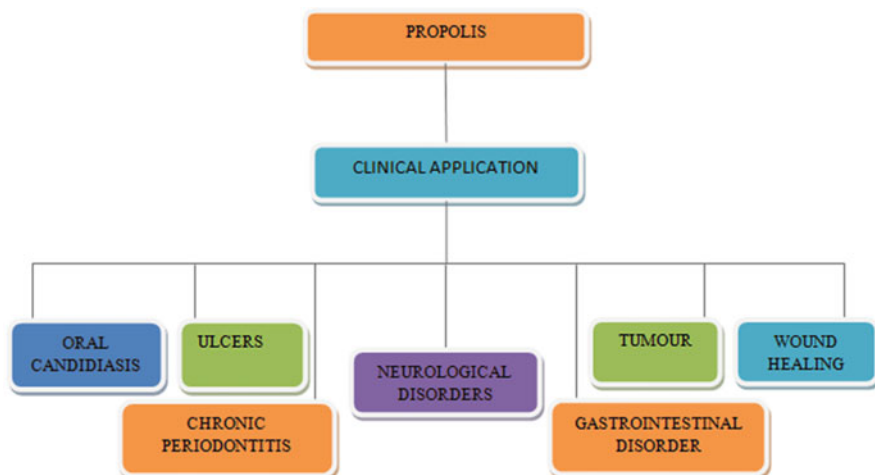 PROPOLIS
CLINICAL APPLICATION
ORAL
CANDIDIASIS
ULCERS
CHRONIC
PERIODONTITIS
NEUROLOGICAL
DISORDERS
GASTROINTESTINAL
DISORDER
TUMOUR
WOUND
HEALING